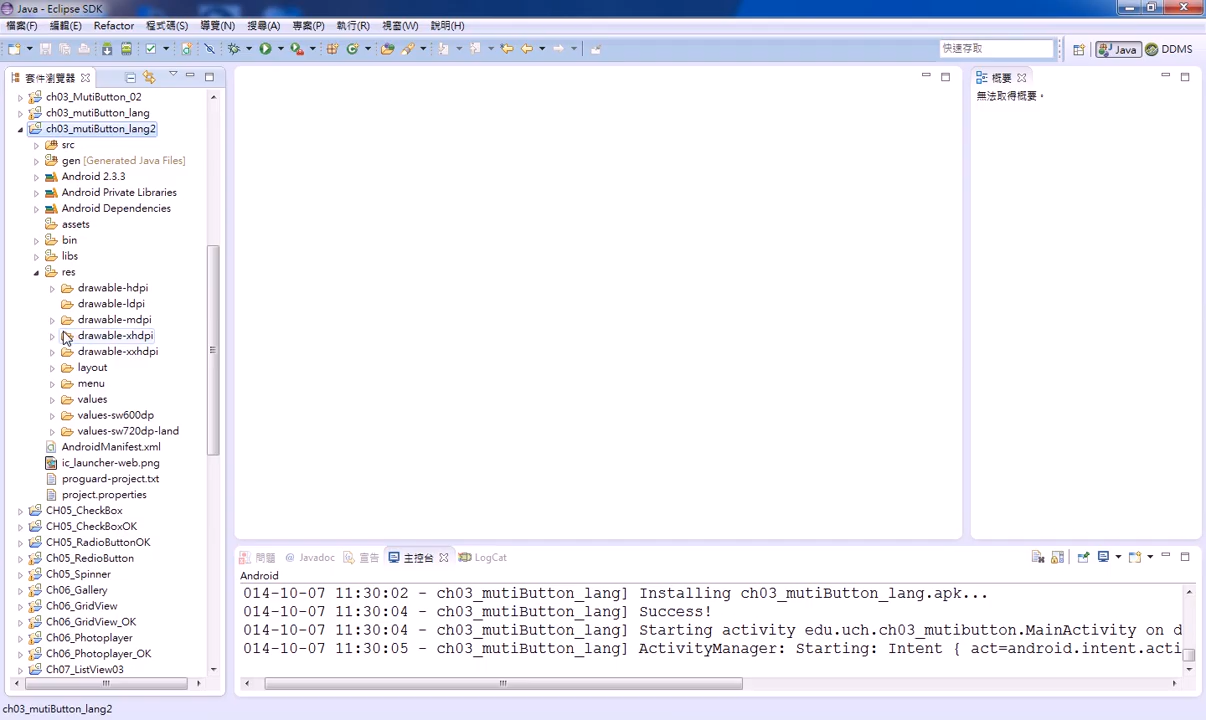 Java - Eclipse SDK
檔案(F) 編輯(E) Refactor 程式碼(S) 導覽(N) 搜尋(A) 專案(P) 執行(R) 視窗(W) 說明(H)
快速存取 Java DDMS
套件瀏覽器
ch03_MutiButton_02
ch03_mutiButton_lang
ch03_mutiButton_lang2
src
gen [Generated Java Files]
Android 2.3.3
Android Private Libraries
Android Dependencies
assets
bin
libs
res
drawable-hdpi
drawable-ldpi
drawable-mdpi
drawable-xhdpi
drawable-xxhdpi
layout
menu
values
values-sw600dp
values-sw720dp-land
AndroidManifest.xml
ic_launcher-web.png
proguard-project.txt
project.properties
CH05_CheckBox
CH05_CheckBoxOK
CH05_RadioButtonOK
Ch05_RedioButton
Ch05_Spinner
Ch06_Gallery
Ch06_GridView
Ch06_GridView_OK
Ch06_Photoplayer
Ch06_Photoplayer_OK
Ch07_ListView03
概要
無法取得概要。
問題 @ Javadoc 宣告 主控台 LogCat
Android
014-10-07 11:30:02 - ch03_mutiButton_lang] Installing ch03_mutiButton_lang.apk...
014-10-07 11:30:04 - ch03_mutiButton_lang] Success!
014-10-07 11:30:04 - ch03_mutiButton_lang] Starting activity edu.uch.ch03_mutibutton.MainActivity on d
014-10-07 11:30:05 - ch03_mutiButton_lang] ActivityManager: Starting: Intent { act=android.intent.acti
ch03_mutiButton_lang2